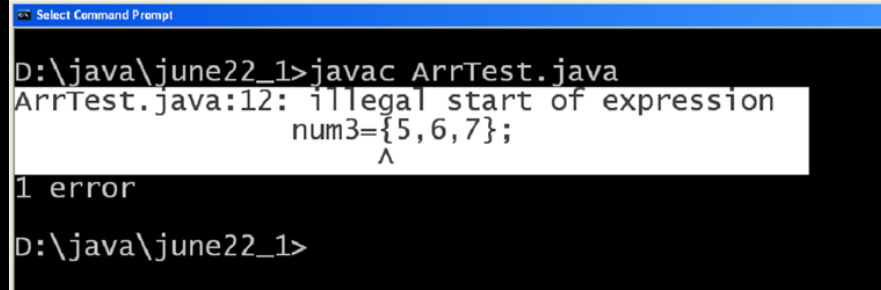 Select Command Prompt
D:\java\june22_1>javac ArrTest.java
ArrTest.java:12: illegal start of expression
num3={5,6,7};
^
1 error
D:\java\june22_1>